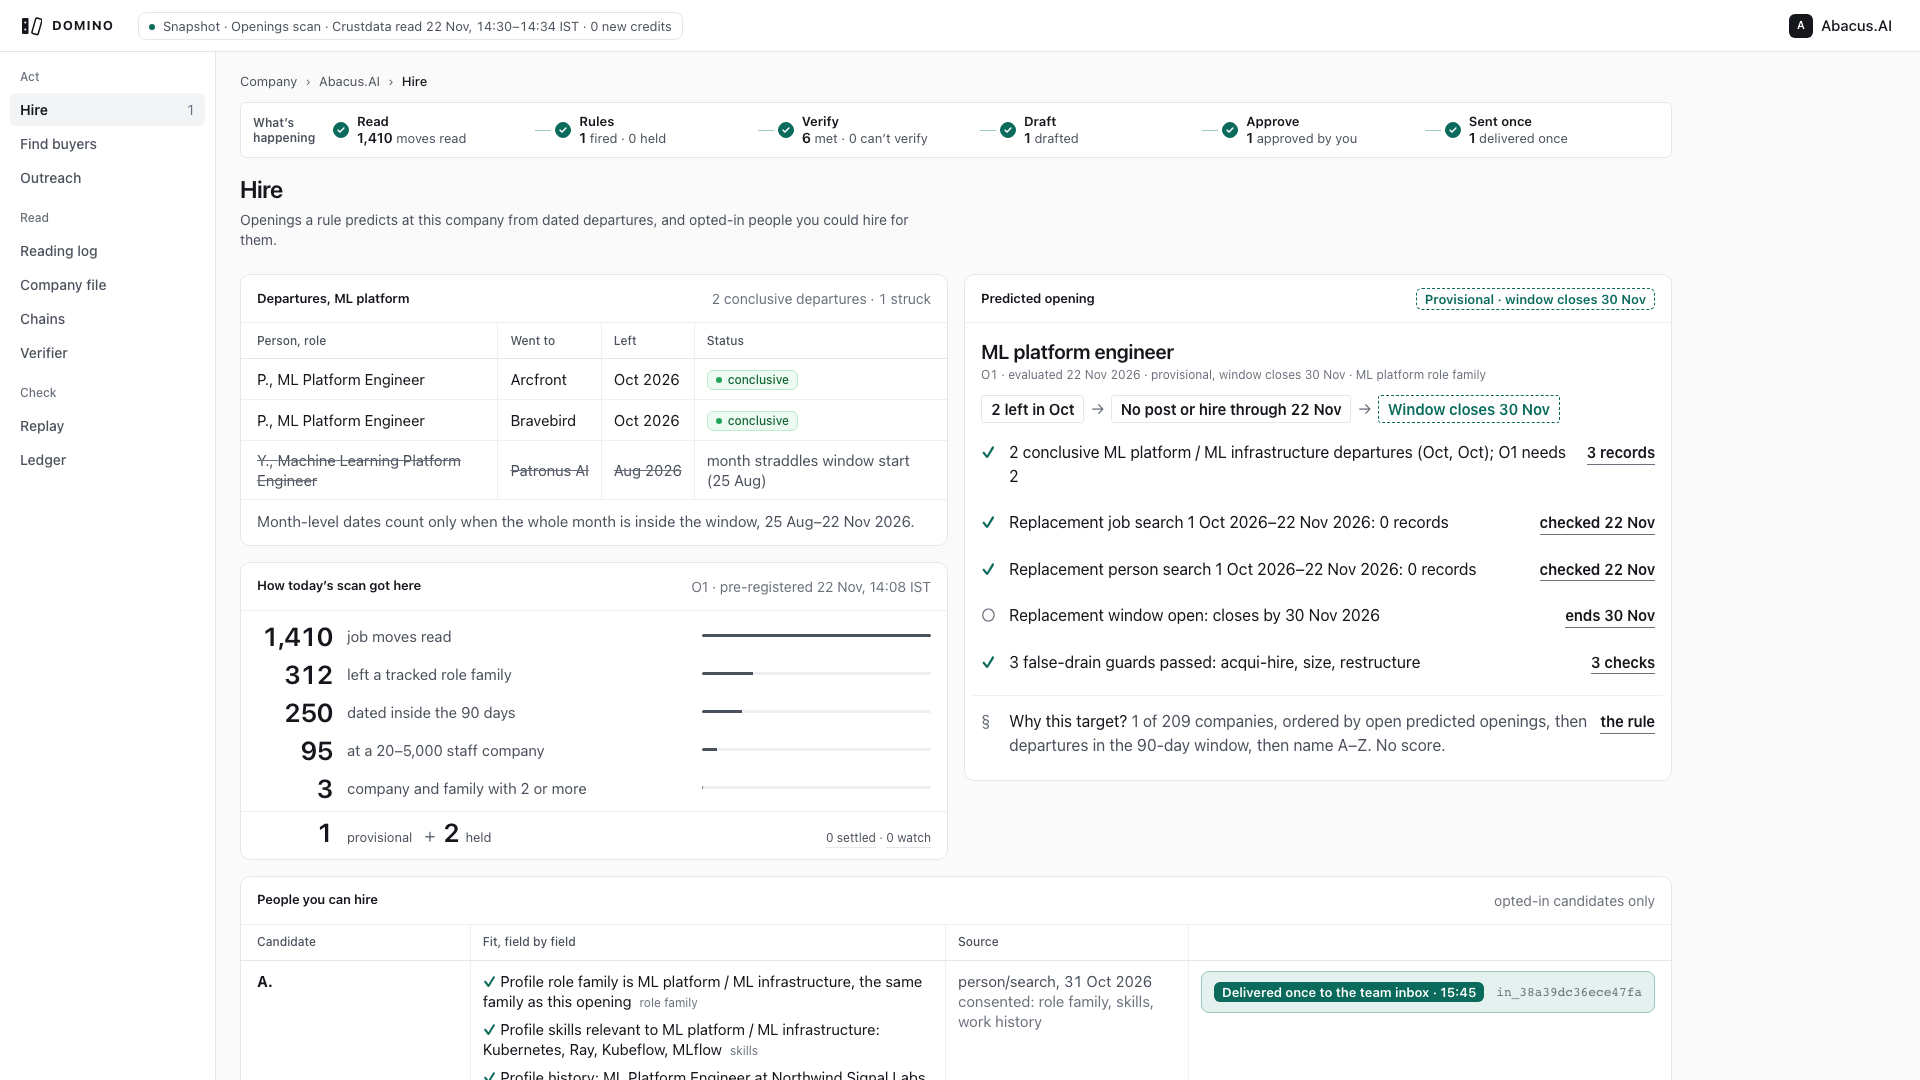 DOMINO
Snapshot · Openings scan · Crustdata read 22 Nov, 14:30–14:34 IST · 0 new credits
A
Abacus.AI
Act
Hire 1
Find buyers
Outreach
Read
Reading log
Company file
Chains
Verifier
Check
Replay
Ledger
Company › Abacus.AI › Hire
What's
happening
Read
1,410 moves read
Rules
1 fired · 0 held
Verify
6 met · 0 can't verify
Draft
1 drafted
Approve
1 approved by you
Sent once
1 delivered once
Hire
Openings a rule predicts at this company from dated departures, and opted-in people you could hire for
them.
Departures, ML platform
2 conclusive departures · 1 struck
Person, role Went to Left Status
P., ML Platform Engineer Arcfront Oct 2026 conclusive
P., ML Platform Engineer Bravebird Oct 2026 conclusive
Y., Machine Learning Platform
Engineer
Patronus AI Aug 2026
month straddles window start
(25 Aug)
Month-level dates count only when the whole month is inside the window, 25 Aug–22 Nov 2026.
How today's scan got here
O1 · pre-registered 22 Nov, 14:08 IST
1,410 job moves read
312 left a tracked role family
250 dated inside the 90 days
95 at a 20–5,000 staff company
3 company and family with 2 or more
1 provisional + 2 held
0 settled · 0 watch
Predicted opening
Provisional · window closes 30 Nov
ML platform engineer
O1 · evaluated 22 Nov 2026 · provisional, window closes 30 Nov · ML platform role family
2 left in Oct → No post or hire through 22 Nov → Window closes 30 Nov
2 conclusive ML platform / ML infrastructure departures (Oct, Oct); O1 needs
2
3 records
Replacement job search 1 Oct 2026–22 Nov 2026: 0 records
checked 22 Nov
Replacement person search 1 Oct 2026–22 Nov 2026: 0 records
checked 22 Nov
Replacement window open: closes by 30 Nov 2026
ends 30 Nov
3 false-drain guards passed: acqui-hire, size, restructure
3 checks
§ Why this target? 1 of 209 companies, ordered by open predicted openings, then
departures in the 90-day window, then name A–Z. No score.
the rule
People you can hire
opted-in candidates only
Candidate Fit, field by field Source
A.
Profile role family is ML platform / ML infrastructure, the same
family as this opening role family
Profile skills relevant to ML platform / ML infrastructure:
Kubernetes, Ray, Kubeflow, MLflow skills
Profile history: ML Platform Engineer at Northwind Signal Labs
person/search, 31 Oct 2026
consented: role family, skills,
work history
Delivered once to the team inbox · 15:45
in_38a39dc36ece47fa